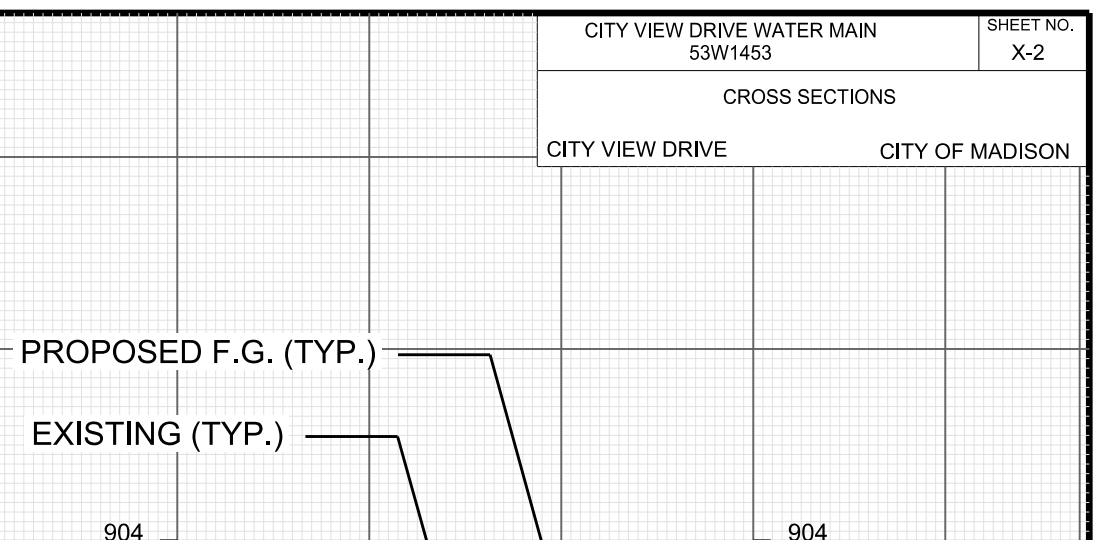 CITY VIEW DRIVE WATER MAIN
53W1453
SHEET NO.
X-2
CROSS SECTIONS
CITY VIEW DRIVE
CITY OF MADISON
PROPOSED F.G. (TYP.)
EXISTING (TYP.)
904
904